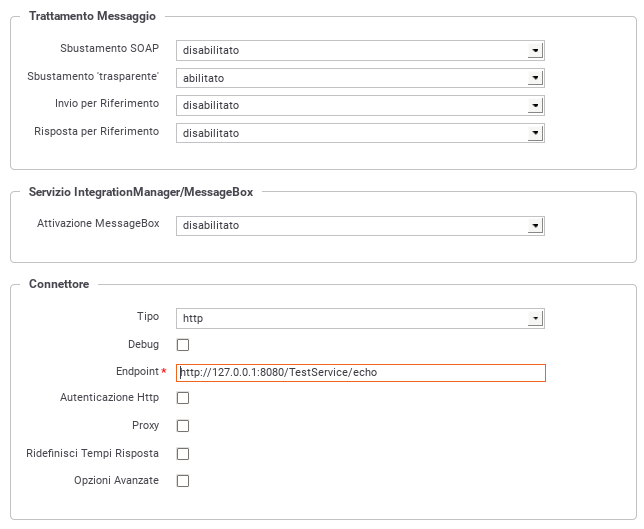 Trattamento Messaggio
Sbustamento SOAP disabilitato
Sbustamento 'trasparente' abilitato
Invio per Riferimento disabilitato
Risposta per Riferimento disabilitato
Servizio IntegrationManager/MessageBox
Attivazione MessageBox disabilitato
Connettore
Tipo http
Debug
Endpoint * http://127.0.0.1:8080/TestService/echo
Autenticazione Http
Proxy
Ridefinisci Tempi Risposta
Opzioni Avanzate